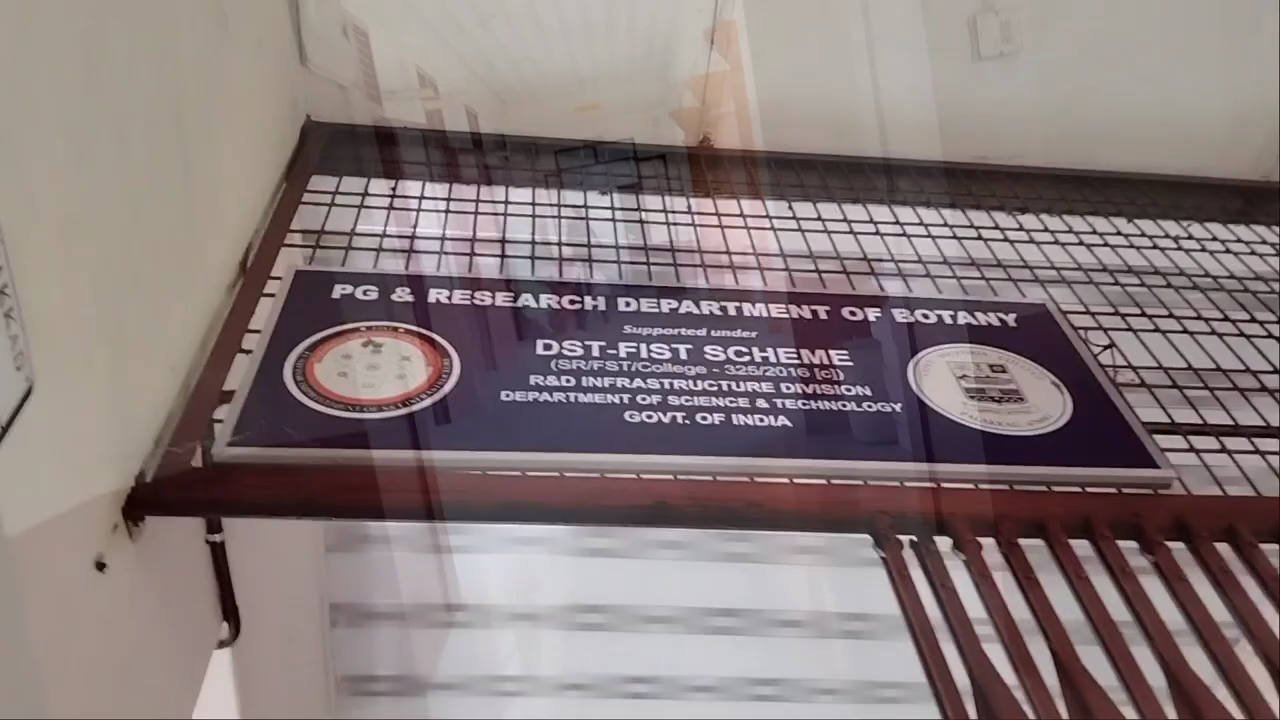 PG & RESEARCH DEPARTMENT OF BOTANY
Supported under
DST-FIST SCHEME
(SR/FST/College - 325/2016 [c])
R&D INFRASTRUCTURE DIVISION
DEPARTMENT OF SCIENCE & TECHNOLOGY
GOVT. OF INDIA